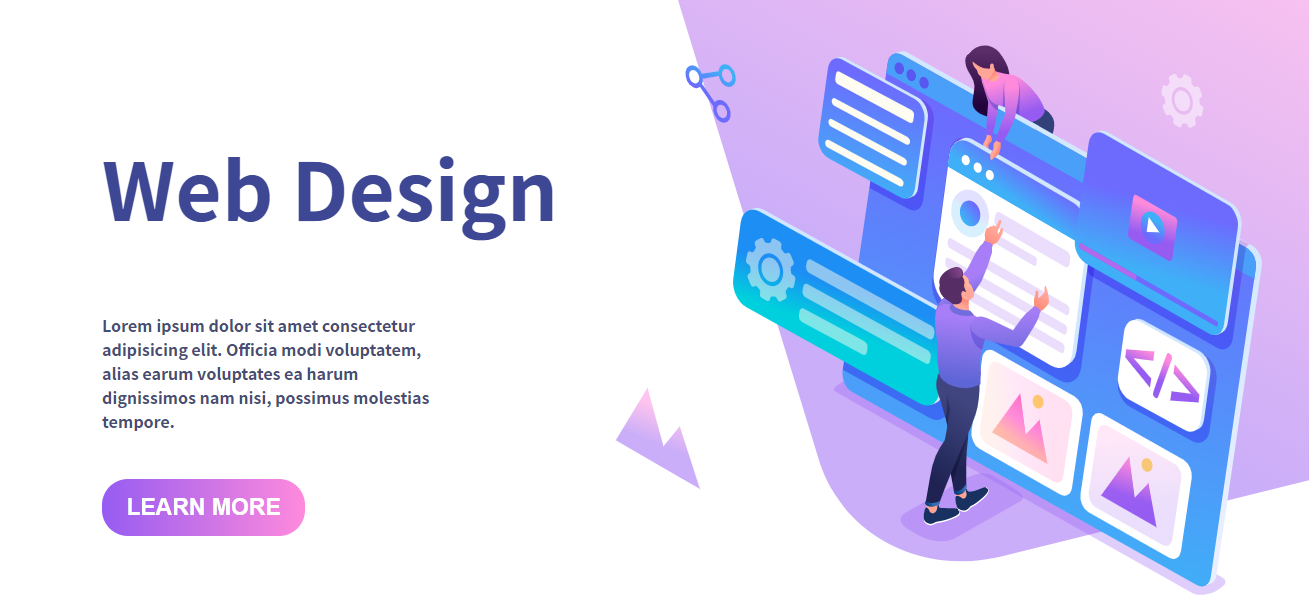 Web Design
Lorem ipsum dolor sit amet consectetur
adipisicing elit. Officia modi voluptatem,
alias earum voluptates ea harum
dignissimos nam nisi, possimus molestias
tempore.
LEARN MORE
</>